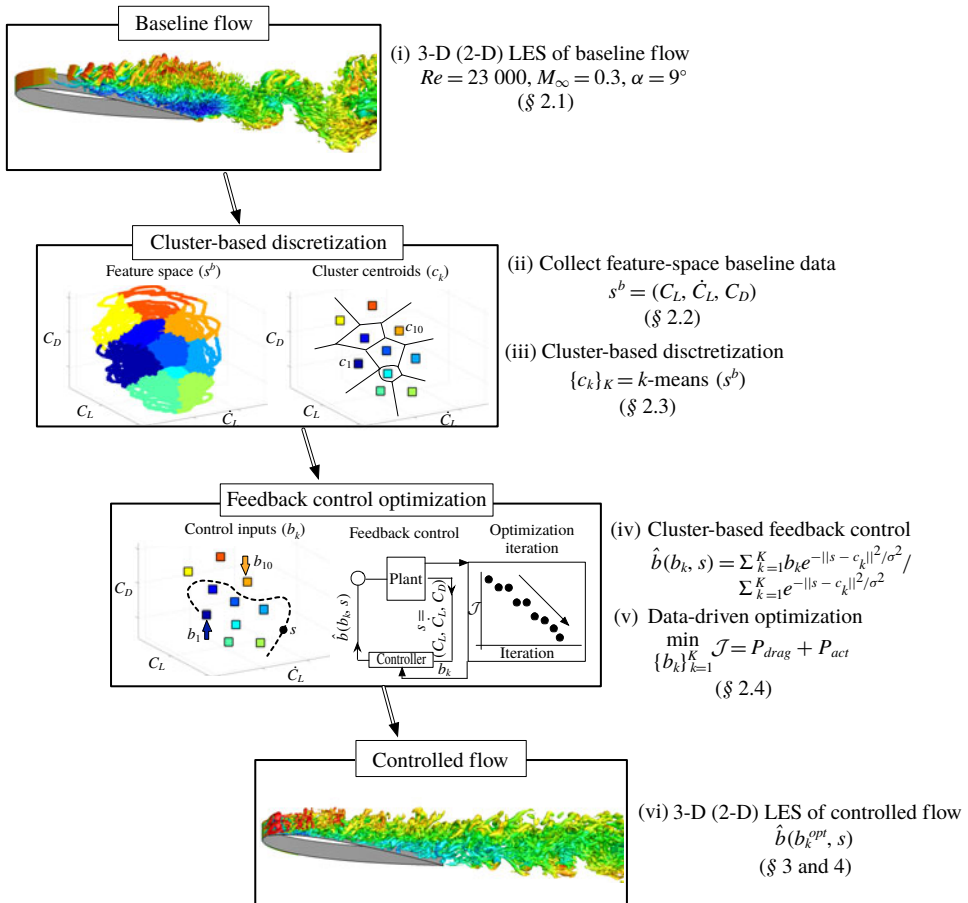 Baseline flow
(i) 3-D (2-D) LES of baseline flow
Re = 23 000, M∞ = 0.3, α = 9°
(§ 2.1)
Cluster-based discretization
Feature space (s^b)
Cluster centroids (c_k)
C_D
C_L
Ċ_L
c_10
c_1
C_D
C_L
Ċ_L
(ii) Collect feature-space baseline data
s^b = (C_L, Ċ_L, C_D)
(§ 2.2)
(iii) Cluster-based disctretization
{c_k}_K = k-means (s^b)
(§ 2.3)
Feedback control optimization
Control inputs (b_k)
b_10
C_D
b_1
s
C_L
Ċ_L
Feedback control
Plant
b̂(b_k, s)
s = (C_L, Ċ_L, C_D)
Controller
b_k
Optimization
iteration
𝒥
Iteration
(iv) Cluster-based feedback control
b̂(b_k, s) = Σ_{k=1}^K b_k e^{−||s − c_k||²/σ²}/
Σ_{k=1}^K e^{−||s − c_k||²/σ²}
(v) Data-driven optimization
min 𝒥 = P_drag + P_act
{b_k}_{k=1}^K
(§ 2.4)
Controlled flow
(vi) 3-D (2-D) LES of controlled flow
b̂(b_k^opt, s)
(§ 3 and 4)